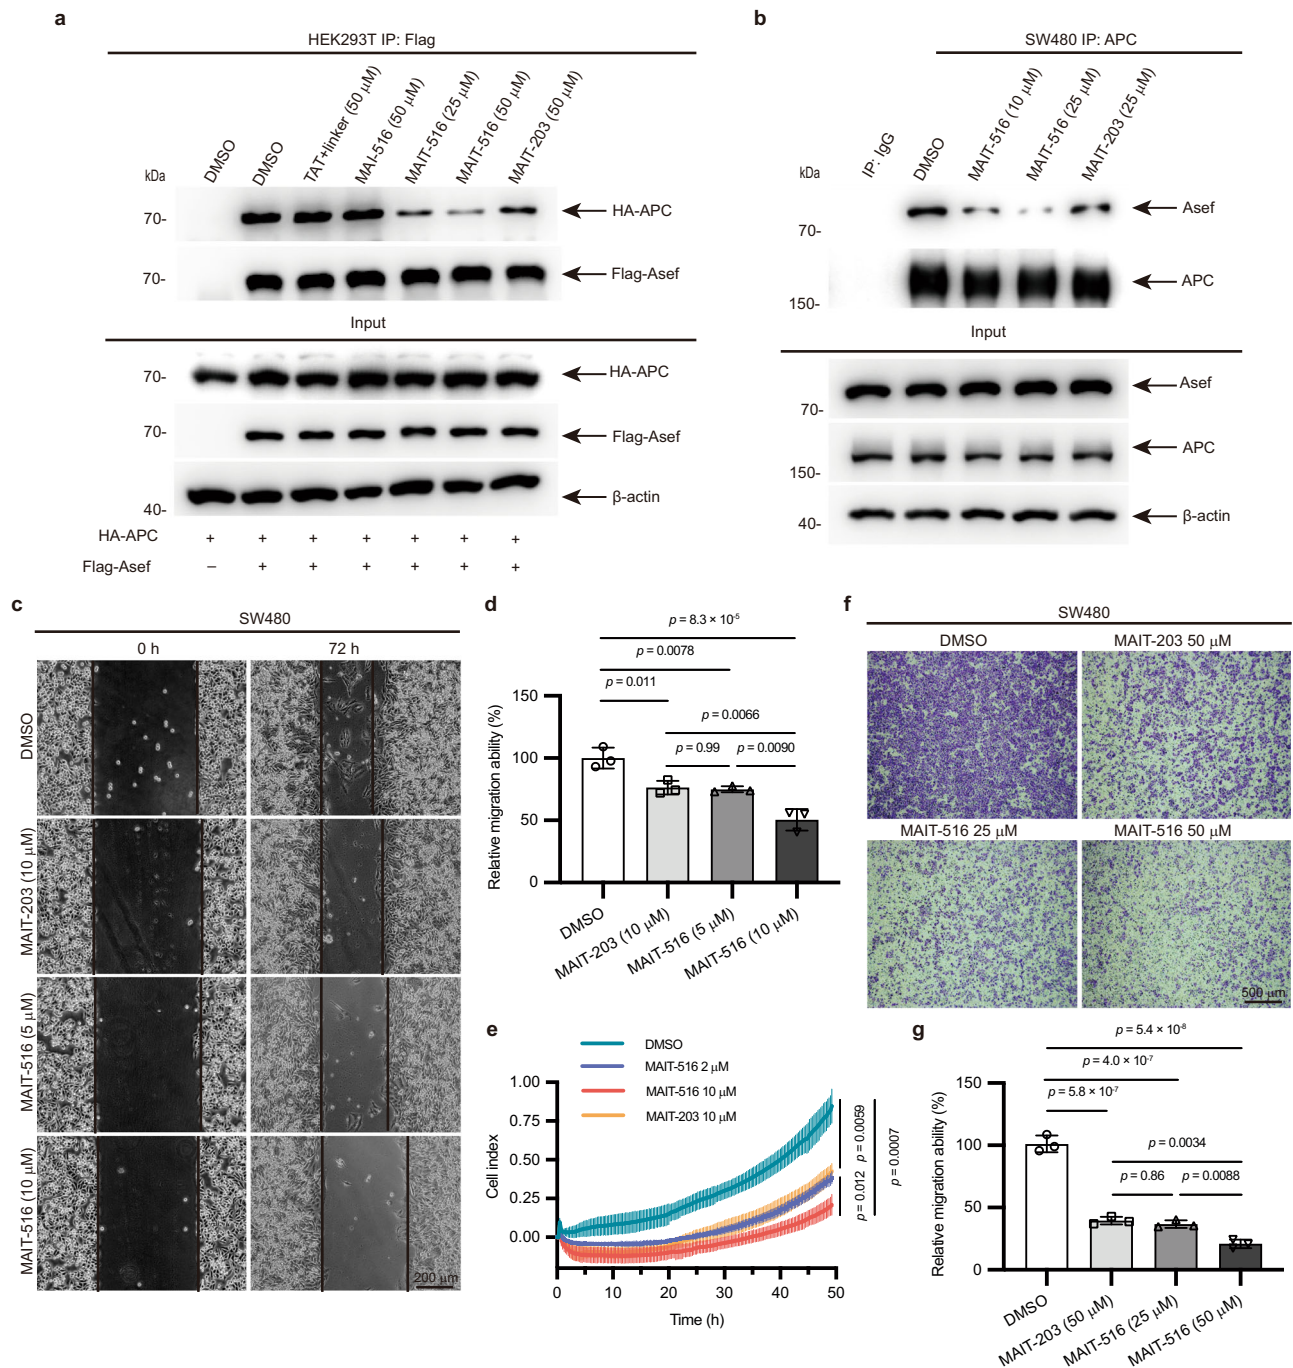 a
HEK293T IP: Flag
DMSO
DMSO
TAT+linker (50 μM)
MAI-516 (50 μM)
MAIT-516 (25 μM)
MAIT-516 (50 μM)
MAIT-203 (50 μM)
kDa
70-
HA-APC
70-
Flag-Asef
Input
70-
HA-APC
70-
Flag-Asef
40-
β-actin
HA-APC + + + + + + +
Flag-Asef – + + + + + +
b
SW480 IP: APC
IP: IgG
DMSO
MAIT-516 (10 μM)
MAIT-516 (25 μM)
MAIT-203 (25 μM)
kDa
Asef
70-
APC
150-
Input
Asef
70-
APC
150-
β-actin
40-
c
SW480
0 h 72 h
DMSO
MAIT-203 (10 μM)
MAIT-516 (5 μM)
MAIT-516 (10 μM)
200 μm
d
p = 8.3 × 10⁻⁵
p = 0.0078
p = 0.011
p = 0.0066
p = 0.99
p = 0.0090
Relative migration ability (%)
150
100
50
0
DMSO
MAIT-203 (10 μM)
MAIT-516 (5 μM)
MAIT-516 (10 μM)
e
DMSO
MAIT-516 2 μM
MAIT-516 10 μM
MAIT-203 10 μM
Cell index
1.00
0.75
0.50
0.25
0.00
0 10 20 30 40 50
Time (h)
p = 0.012
p = 0.0059
p = 0.0007
f
SW480
DMSO
MAIT-203 50 μM
MAIT-516 25 μM
MAIT-516 50 μM
500 μm
g
p = 5.4 × 10⁻⁸
p = 4.0 × 10⁻⁷
p = 5.8 × 10⁻⁷
p = 0.0034
p = 0.86
p = 0.0088
Relative migration ability (%)
150
100
50
0
DMSO
MAIT-203 (50 μM)
MAIT-516 (25 μM)
MAIT-516 (50 μM)